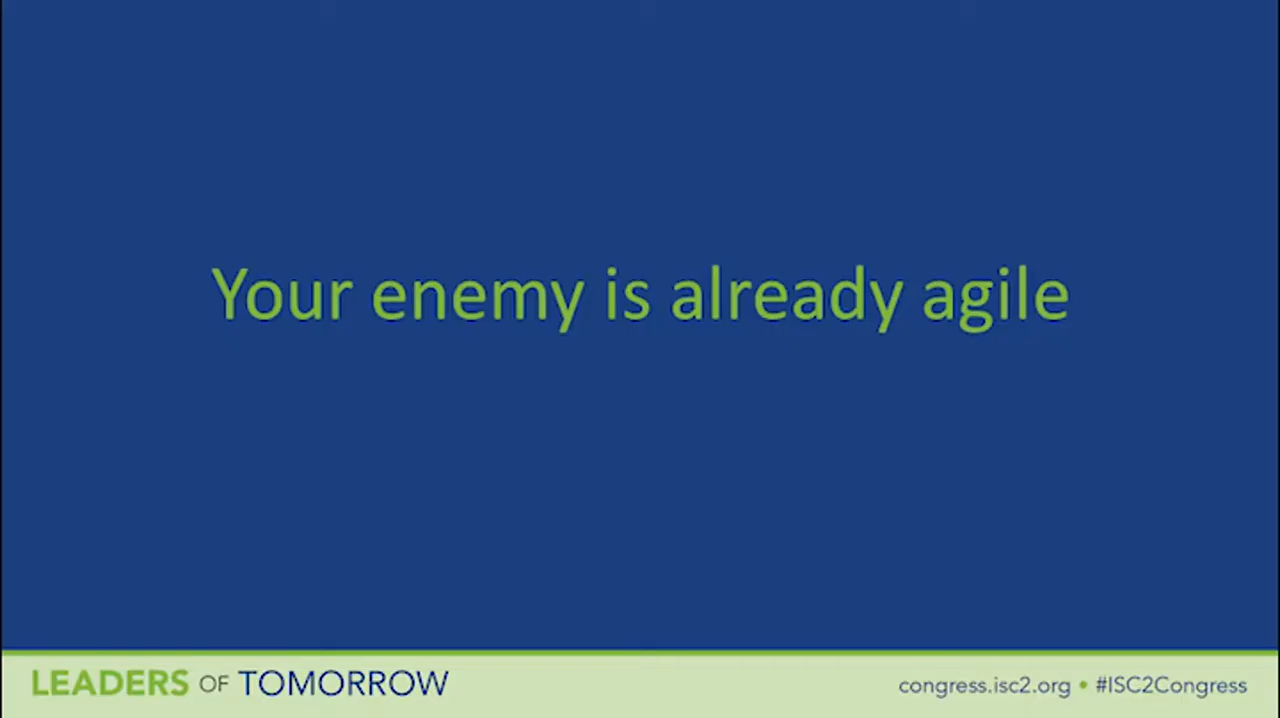 Your enemy is already agile
LEADERS OF TOMORROW
congress.isc2.org • #ISC2Congress